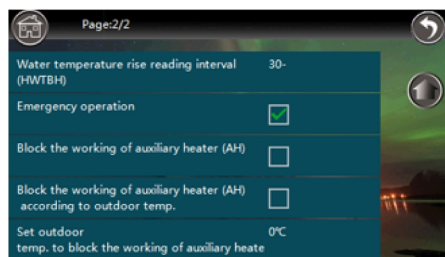 Page:2/2
Water temperature rise reading interval 30-
(HWTBH)
Emergency operation
Block the working of auxiliary heater (AH)
Block the working of auxiliary heater (AH)
according to outdoor temp.
Set outdoor 0℃
temp. to block the working of auxiliary heate